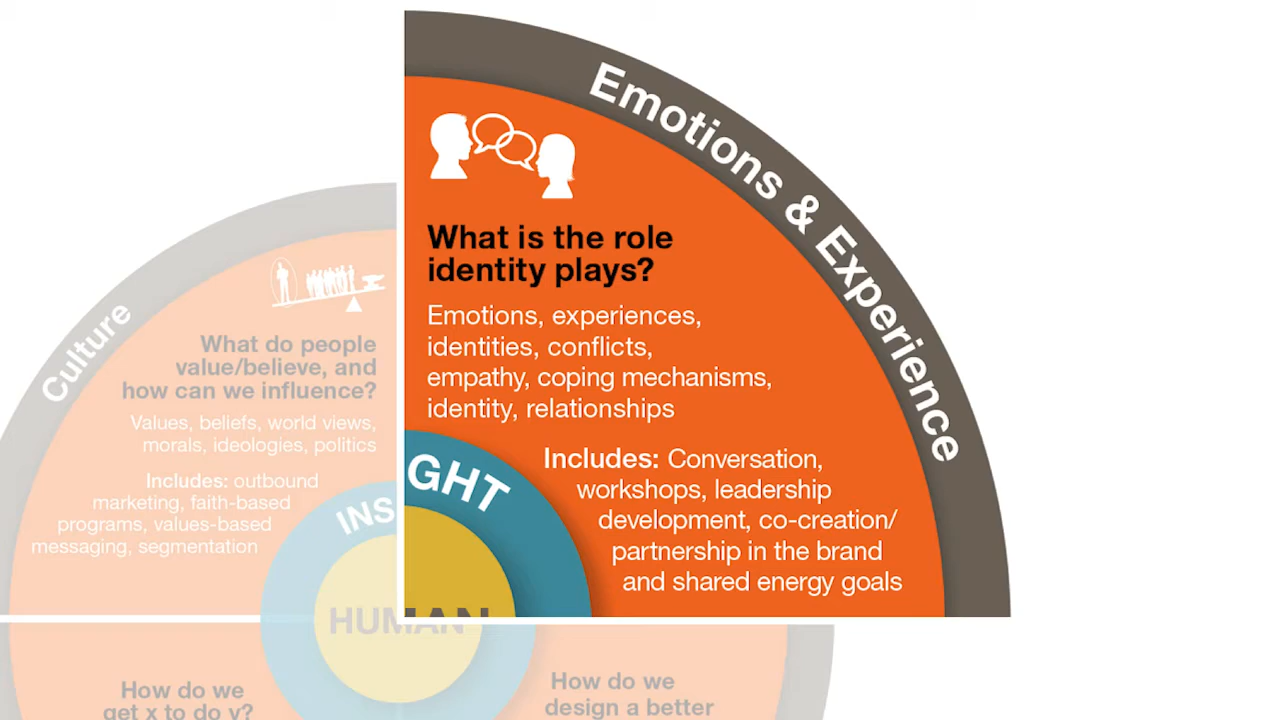 Emotions & Experience
What is the role
identity plays?
Emotions, experiences,
identities, conflicts,
empathy, coping mechanisms,
identity, relationships
Includes: Conversation,
workshops, leadership
development, co-creation/
partnership in the brand
and shared energy goals
Culture
What do people
value/believe, and
how can we influence?
Values, beliefs, world views,
morals, ideologies, politics
Includes: outbound
marketing, faith-based
programs, values-based
messaging, segmentation
INS
GHT
HUMAN
How do we
get x to do y?
How do we
design a better